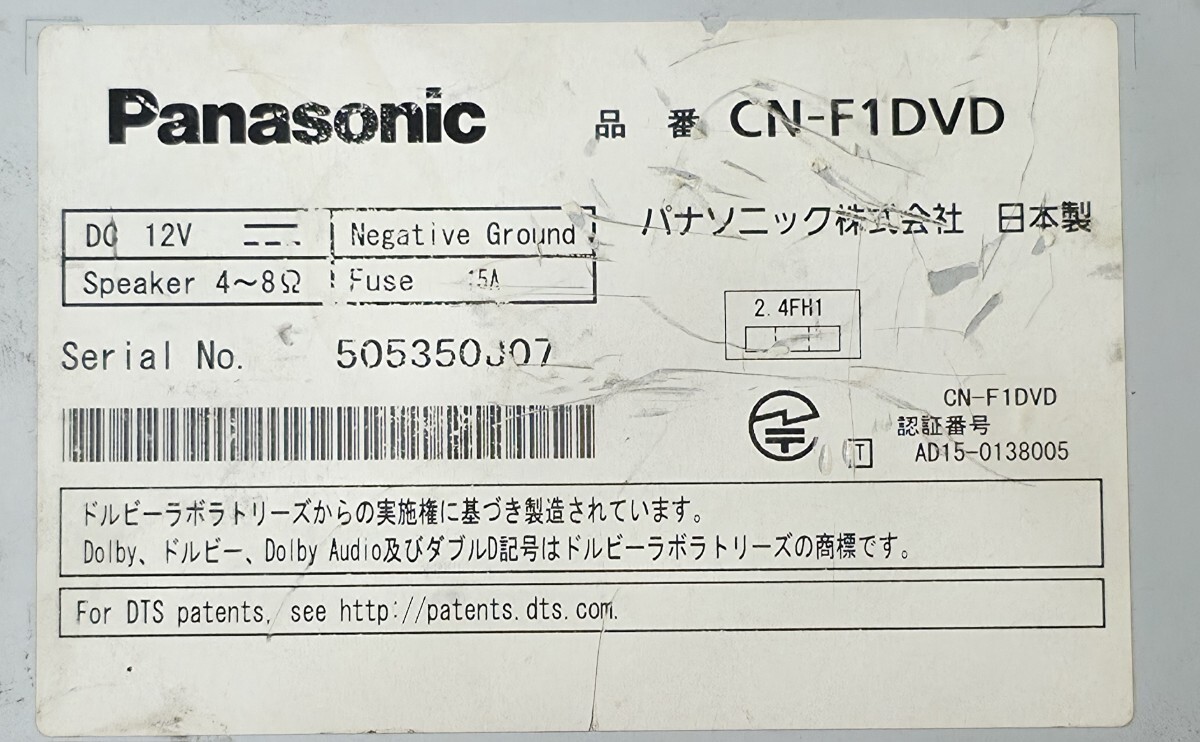 Panasonic 品 番 CN-F1DVD
パナソニック株式会社 日本製
DC 12V Negative Ground
Speaker 4～8Ω Fuse 15A
2.4FH1
Serial No.
CN-F1DVD
認証番号
T AD15-0138005
ドルビーラボラトリーズからの実施権に基づき製造されています。
Dolby、ドルビー、Dolby Audio及びダブルD記号はドルビーラボラトリーズの商標です。
For DTS patents, see http://patents.dts.com.